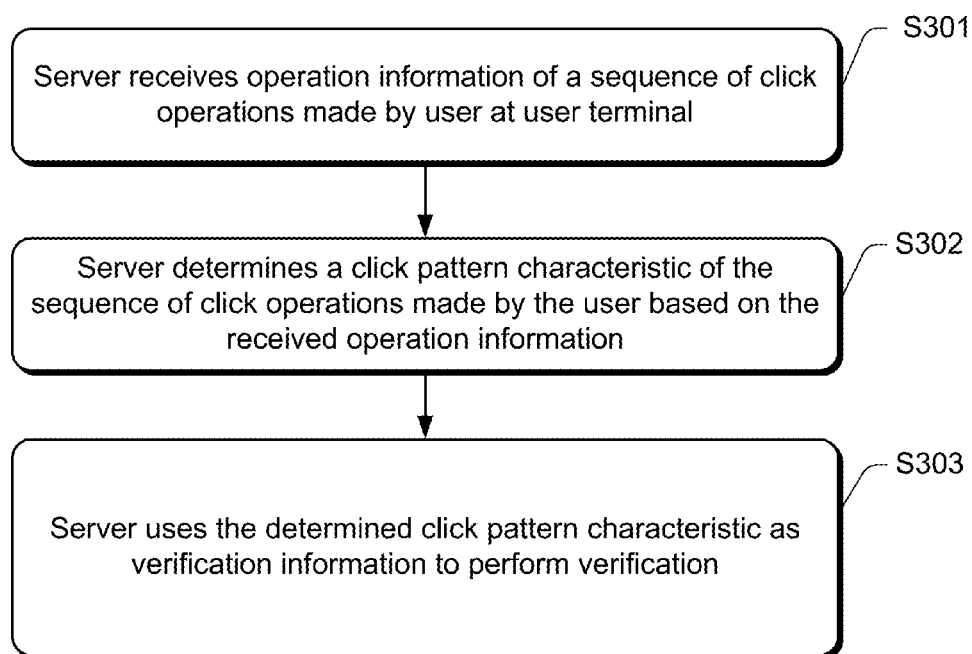 S301
Server receives operation information of a sequence of click
operations made by user at user terminal
S302
Server determines a click pattern characteristic of the
sequence of click operations made by the user based on the
received operation information
S303
Server uses the determined click pattern characteristic as
verification information to perform verification